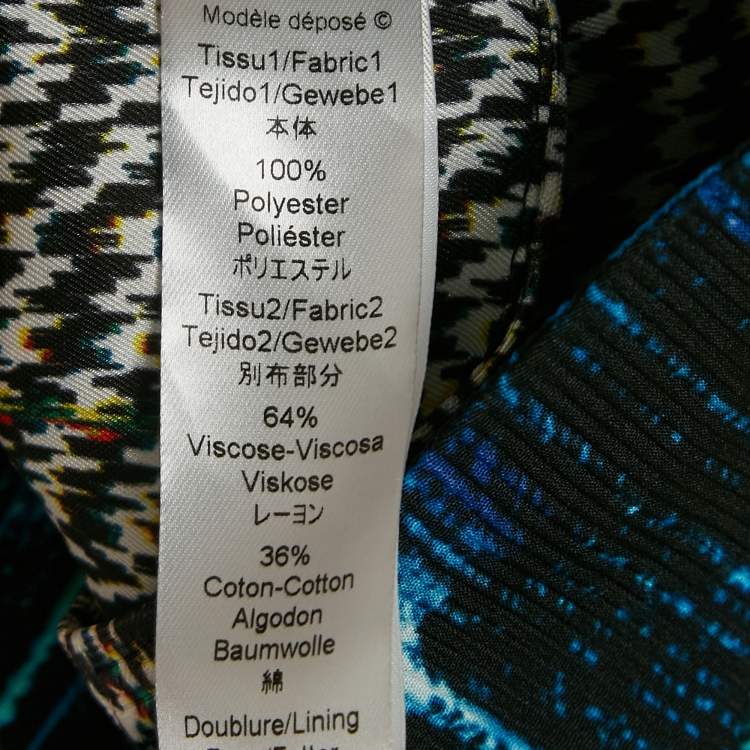 Modèle déposé ©
Tissu1/Fabric1
Tejido1/Gewebe1
本体
100%
Polyester
Poliéster
ポリエステル
Tissu2/Fabric2
Tejido2/Gewebe2
別布部分
64%
Viscose-Viscosa
Viskose
レーヨン
36%
Coton-Cotton
Algodon
Baumwolle
綿
Doublure/Lining